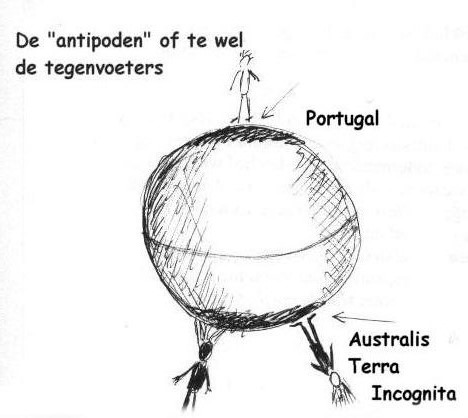 De "antipoden" of te wel
de tegenvoeters
Portugal
Australis
Terra
Incognita